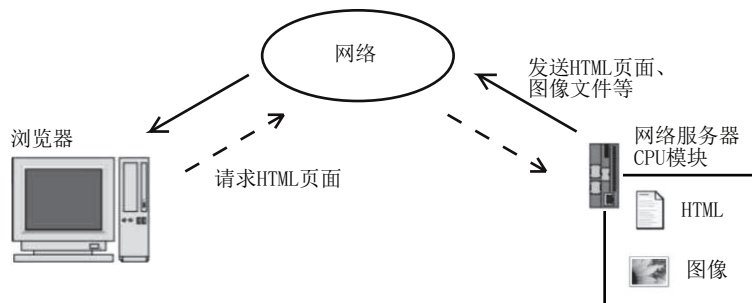 网络
发送HTML页面、
图像文件等
浏览器
请求HTML页面
网络服务器
CPU模块
HTML
图像